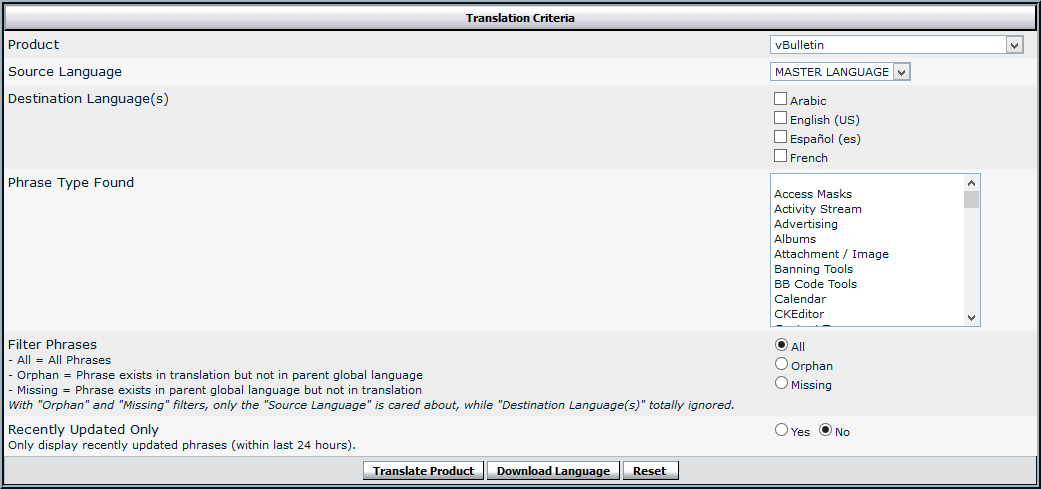 Translation Criteria
Product
vBulletin
Source Language
MASTER LANGUAGE
Destination Language(s)
Arabic
English (US)
Español (es)
French
Phrase Type Found
Access Masks
Activity Stream
Advertising
Albums
Attachment / Image
Banning Tools
BB Code Tools
Calendar
CKEditor
Filter Phrases
- All = All Phrases
- Orphan = Phrase exists in translation but not in parent global language
- Missing = Phrase exists in parent global language but not in translation
With "Orphan" and "Missing" filters, only the "Source Language" is cared about, while "Destination Language(s)" totally ignored.
All
Orphan
Missing
Recently Updated Only
Only display recently updated phrases (within last 24 hours).
Yes No
Translate Product Download Language Reset